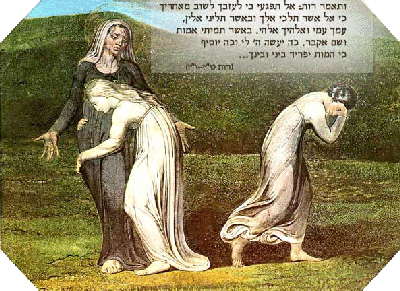 ותאמר רות: אל תפגעי בי לעזבך לשוב מאחריך
כי אל אשר תלכי אלך ובאשר תליני אלין,
עמך עמי ואלהיך אלהי. באשר תמותי אמות
ושם אקבר. כה יעשה ה' לי וכה יוסיף
כי המות יפריד ביני ובינך...